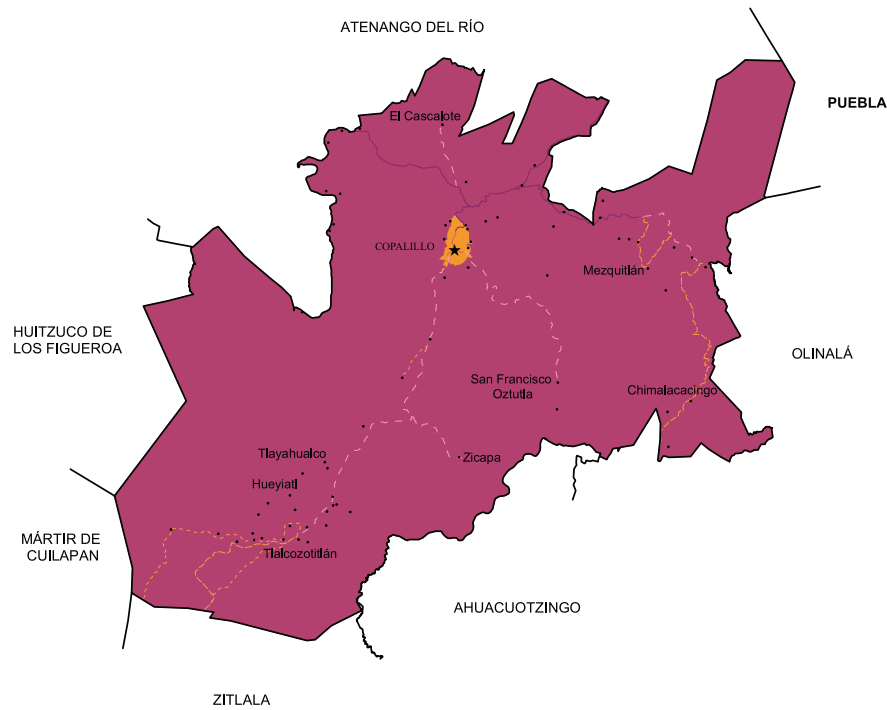 ATENANGO DEL RÍO
PUEBLA
El Cascalote
COPALILLO
Mezquitlán
HUITZUCO DE
LOS FIGUEROA
OLINALÁ
San Francisco
Oztutla
Chimalacacingo
Tlayahualco
Zicapa
Hueyiatl
MÁRTIR DE
CUILAPAN
Tlalcozotitlán
AHUACUOTZINGO
ZITLALA